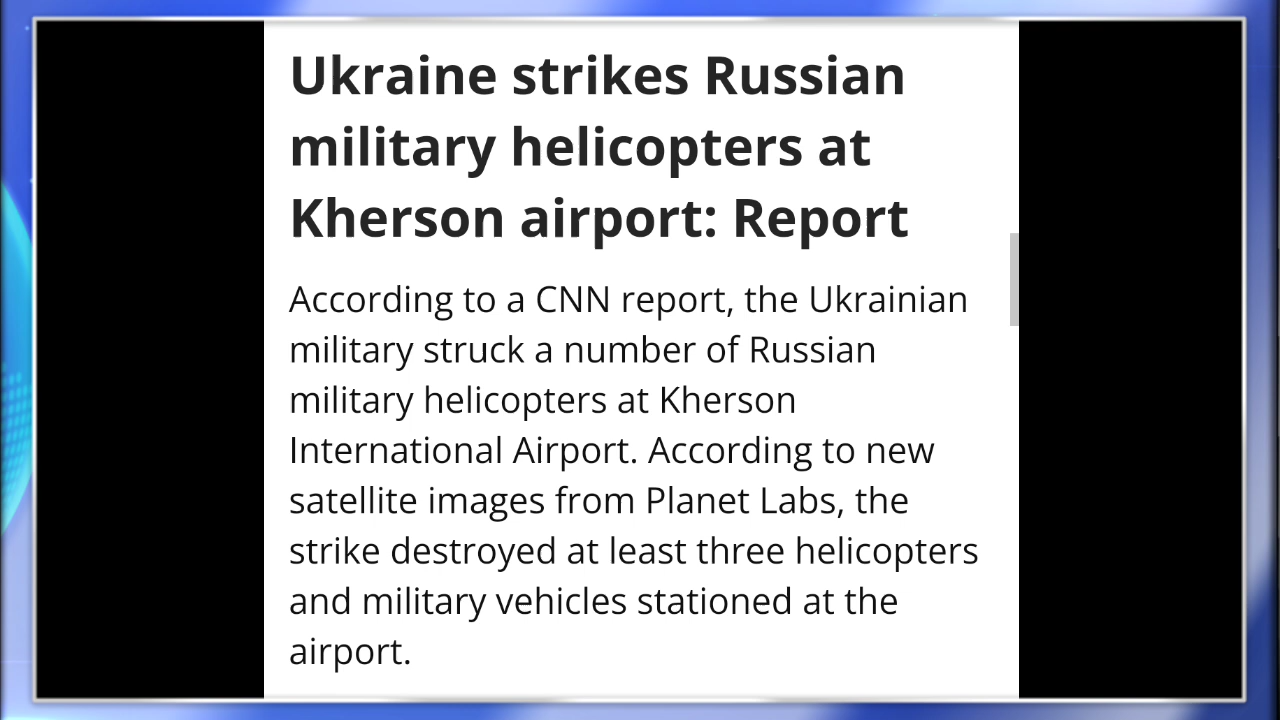 Ukraine strikes Russian
military helicopters at
Kherson airport: Report
According to a CNN report, the Ukrainian
military struck a number of Russian
military helicopters at Kherson
International Airport. According to new
satellite images from Planet Labs, the
strike destroyed at least three helicopters
and military vehicles stationed at the
airport.